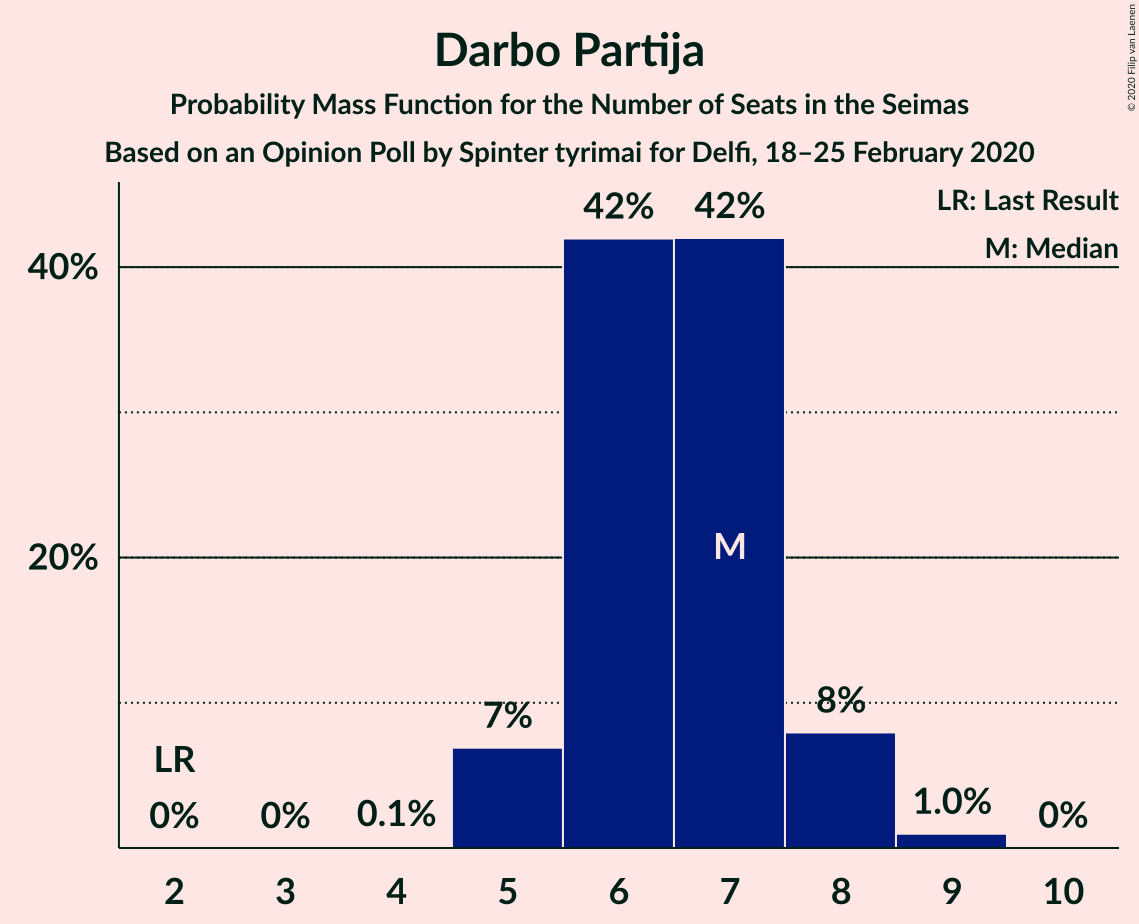 Darbo Partija
Probability Mass Function for the Number of Seats in the Seimas
Based on an Opinion Poll by Spinter tyrimai for Delfi, 18–25 February 2020
© 2020 Filip van Laenen
LR: Last Result
M: Median
42% 42%
40%
20%
M
7% 8%
LR
0% 0% 0.1% 1.0% 0%
2 3 4 5 6 7 8 9 10